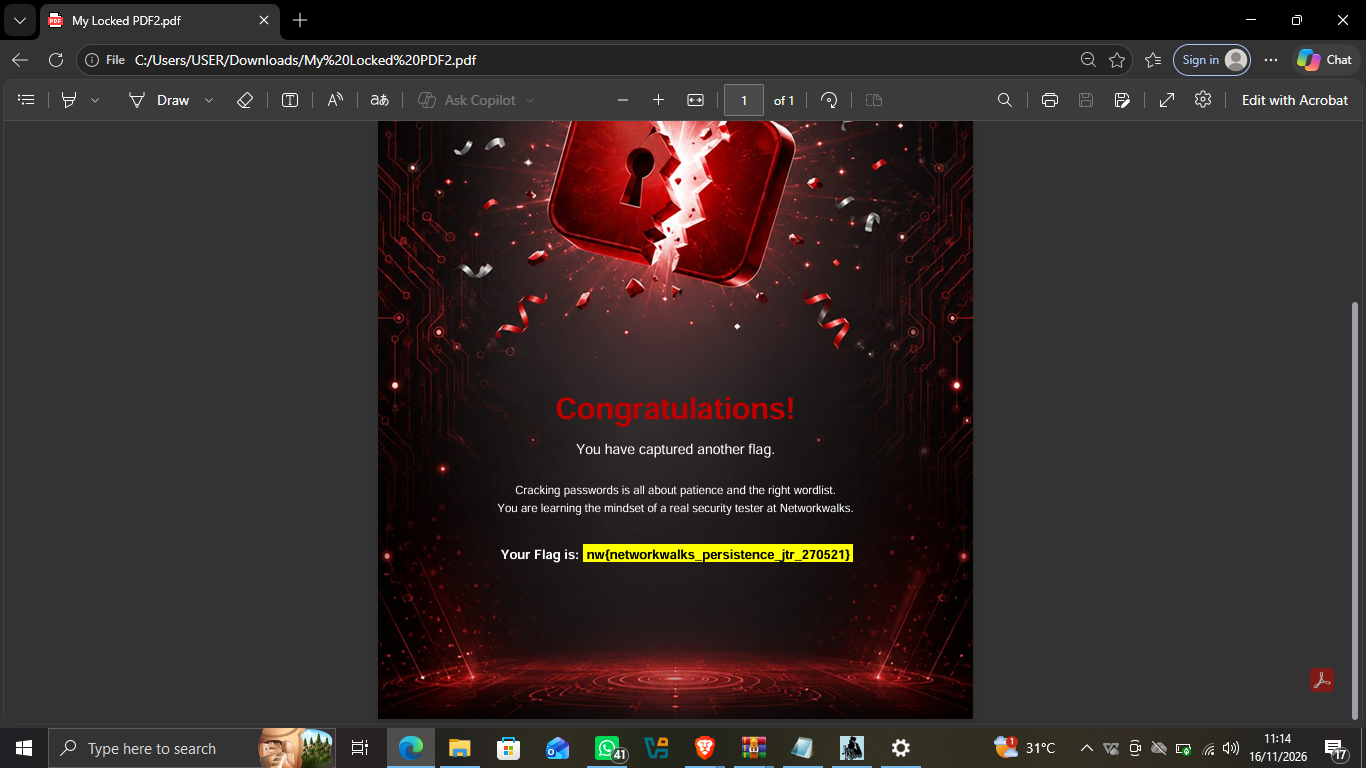 My Locked PDF2.pdf
File C:/Users/USER/Downloads/My%20Locked%20PDF2.pdf
Sign in
Chat
Draw
aあ
Ask Copilot
1 of 1
Edit with Acrobat
Congratulations!
You have captured another flag.
Cracking passwords is all about patience and the right wordlist.
You are learning the mindset of a real security tester at Networkwalks.
Your Flag is: nw{networkwalks_persistence_jtr_270521}
Type here to search
41
1
31°C
11:14
16/11/2026
17